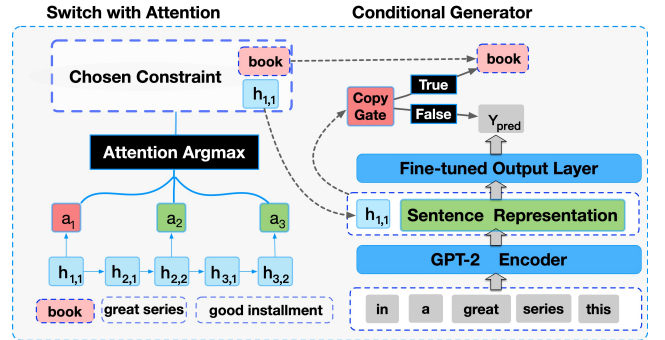 Switch with Attention
Conditional Generator
Chosen Constraint
book
h1,1
book
Copy Gate
True
False
Ypred
Attention Argmax
Fine-tuned Output Layer
a1
a2
a3
h1,1
Sentence Representation
h1,1
h2,1
h2,2
h3,1
h3,2
GPT-2 Encoder
book
great series
good installment
in a great series this